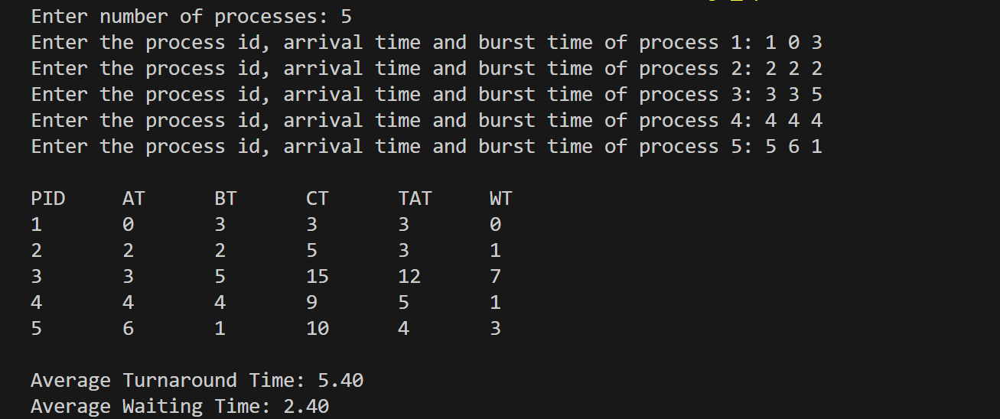 Enter number of processes: 5
Enter the process id, arrival time and burst time of process 1: 1 0 3
Enter the process id, arrival time and burst time of process 2: 2 2 2
Enter the process id, arrival time and burst time of process 3: 3 3 5
Enter the process id, arrival time and burst time of process 4: 4 4 4
Enter the process id, arrival time and burst time of process 5: 5 6 1
PID AT BT CT TAT WT
1 0 3 3 3 0
2 2 2 5 3 1
3 3 5 15 12 7
4 4 4 9 5 1
5 6 1 10 4 3
Average Turnaround Time: 5.40
Average Waiting Time: 2.40